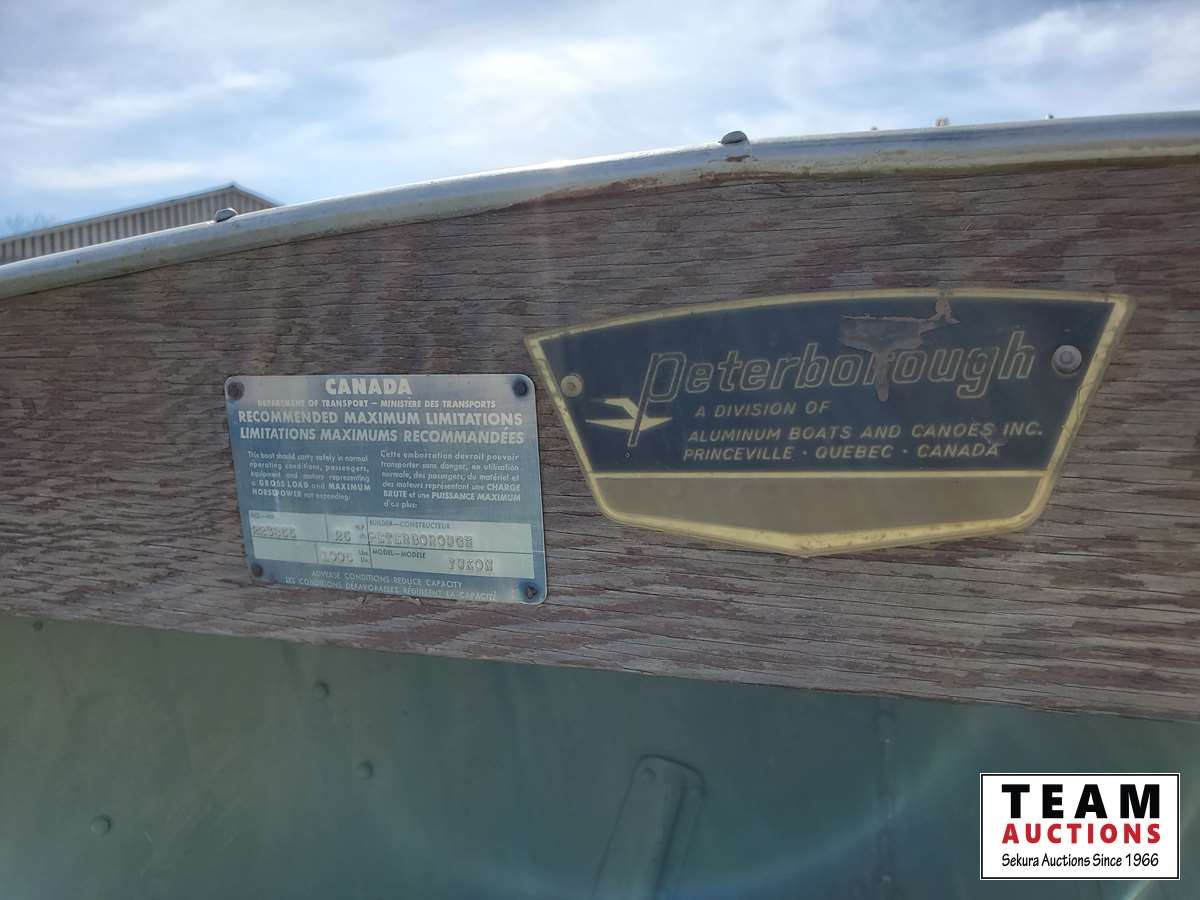 CANADA
DEPARTMENT OF TRANSPORT — MINISTERE DES TRANSPORTS
RECOMMENDED MAXIMUM LIMITATIONS
LIMITATIONS MAXIMUMS RECOMMANDÉES
This boat should carry safely in normal
operating conditions, passengers,
equipment and motors representing
a GROSS LOAD and MAXIMUM
HORSEPOWER not exceeding:
Cette embarcation devrait pouvoir
transporter sans danger, en utilisation
normale, des passagers, du matériel et
des moteurs représentant une CHARGE
BRUTE et une PUISSANCE MAXIMUM
d'au plus:
25 H.P.
BUILDER—CONSTRUCTEUR
PETERBOROUGH
Lbs.
MODEL—MODÈLE
YUKON
ADVERSE CONDITIONS REDUCE CAPACITY
LES CONDITIONS DÉFAVORABLES RÉDUISENT LA CAPACITÉ
Peterborough
A DIVISION OF
ALUMINUM BOATS AND CANOES INC.
PRINCEVILLE · QUEBEC · CANADA
TEAM
AUCTIONS
Sekura Auctions Since 1966